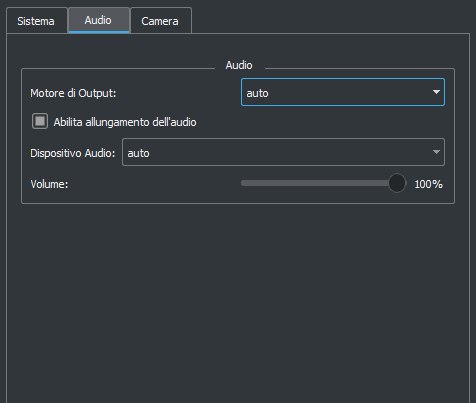 Sistema
Audio
Camera
Audio
Motore di Output:
auto
Abilita allungamento dell'audio
Dispositivo Audio:
auto
Volume:
100%